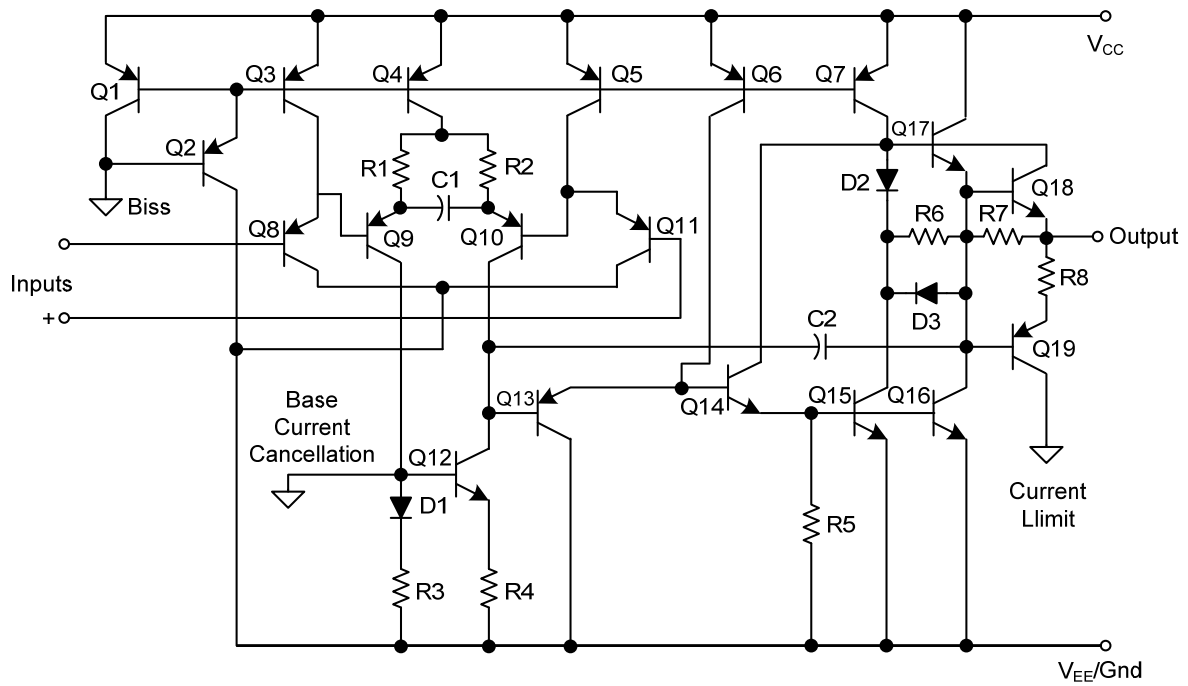 V_CC
Q1
Q3
Q4
Q5
Q6
Q7
Q17
Q2
R1
C1
R2
D2
Q18
Biss
Q8
Q9
Q10
Q11
R6
R7
Output
Inputs
+
D3
R8
C2
Q19
Base
Current
Cancellation
Q13
Q14
Q15
Q16
Q12
D1
R5
Current
Llimit
R3
R4
V_EE/Gnd